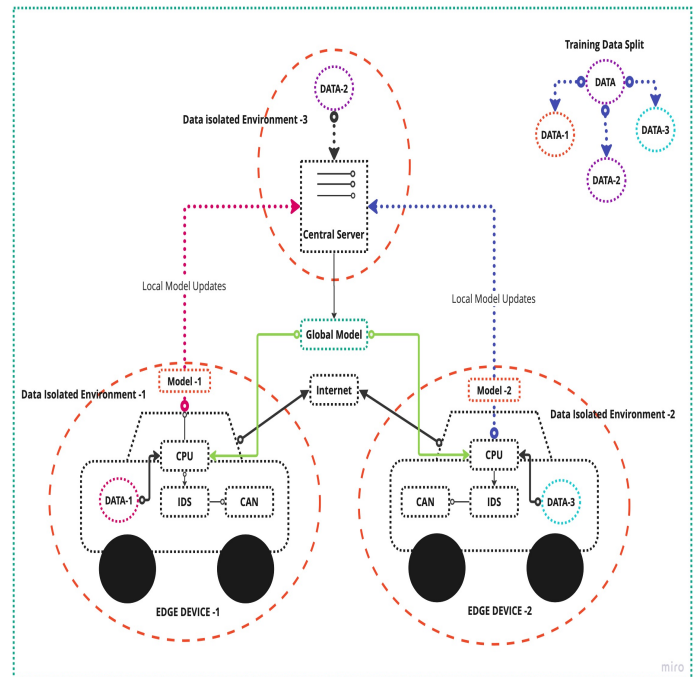 Training Data Split
DATA
DATA-1
DATA-3
DATA-2
DATA-2
Data isolated Environment -3
Central Server
Local Model Updates
Local Model Updates
Global Model
Internet
Model -1
Data Isolated Environment -1
CPU
DATA-1
IDS
CAN
EDGE DEVICE -1
Model -2
Data Isolated Environment -2
CPU
CAN
IDS
DATA-3
EDGE DEVICE -2
miro